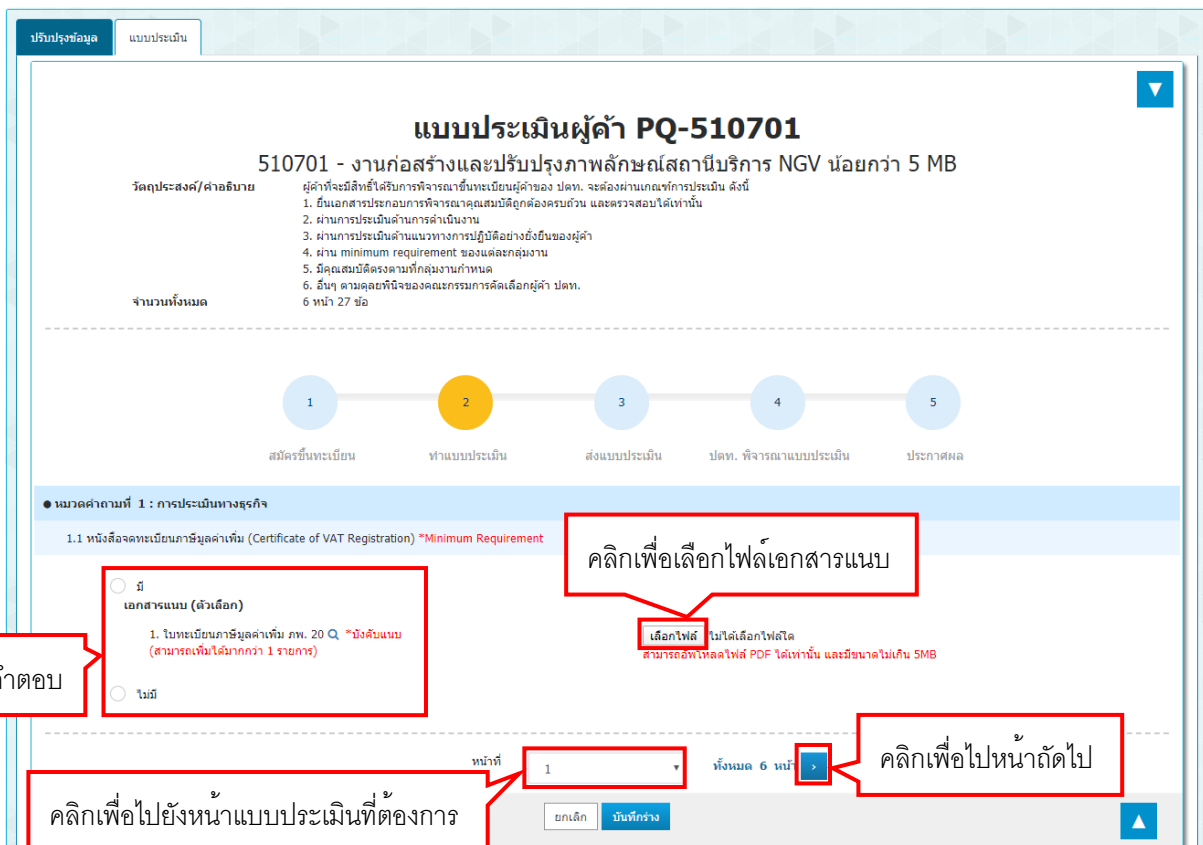 ปรับปรุงข้อมูล
แบบประเมิน
▼
แบบประเมินผู้ค้า PQ-510701
510701 - งานก่อสร้างและปรับปรุงภาพลักษณ์สถานีบริการ NGV น้อยกว่า 5 MB
วัตถุประสงค์/คำอธิบาย
ผู้ค้าที่จะมีสิทธิ์ได้รับการพิจารณาขึ้นทะเบียนผู้ค้าของ ปตท. จะต้องผ่านเกณฑ์การประเมิน ดังนี้
1. ยื่นเอกสารประกอบการพิจารณาคุณสมบัติถูกต้องครบถ้วน และตรวจสอบได้เท่านั้น
2. ผ่านการประเมินด้านการดำเนินงาน
3. ผ่านการประเมินด้านแนวทางการปฏิบัติอย่างยั่งยืนของผู้ค้า
4. ผ่าน minimum requirement ของแต่ละกลุ่มงาน
5. มีคุณสมบัติตรงตามที่กลุ่มงานกำหนด
6. อื่นๆ ตามดุลยพินิจของคณะกรรมการคัดเลือกผู้ค้า ปตท.
จำนวนทั้งหมด
6 หน้า 27 ข้อ
1
2
3
4
5
สมัครขึ้นทะเบียน
ทำแบบประเมิน
ส่งแบบประเมิน
ปตท. พิจารณาแบบประเมิน
ประกาศผล
● หมวดคำถามที่ 1 : การประเมินทางธุรกิจ
1.1 หนังสือจดทะเบียนภาษีมูลค่าเพิ่ม (Certificate of VAT Registration) *Minimum Requirement
คลิกเพื่อเลือกไฟล์เอกสารแนบ
มี
เอกสารแนบ (ตัวเลือก)
1. ใบทะเบียนภาษีมูลค่าเพิ่ม ภพ. 20 *บังคับแนบ
(สามารถเพิ่มได้มากกว่า 1 รายการ)
เลือกไฟล์ ไม่ได้เลือกไฟล์ใด
สามารถอัพโหลดไฟล์ PDF ได้เท่านั้น และมีขนาดไม่เกิน 5MB
คำตอบ
ไม่มี
หน้าที่
1
ทั้งหมด 6 หน้า
›
คลิกเพื่อไปหน้าถัดไป
คลิกเพื่อไปยังหน้าแบบประเมินที่ต้องการ
ยกเลิก
บันทึกร่าง
▲